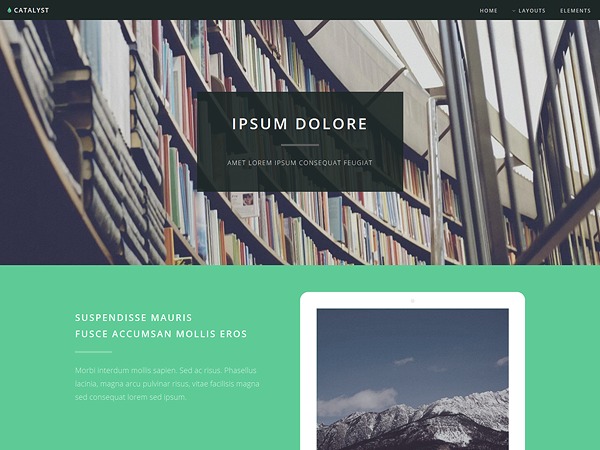 CATALYST
HOME
LAYOUTS
ELEMENTS
IPSUM DOLORE
AMET LOREM IPSUM CONSEQUAT FEUGIAT
SUSPENDISSE MAURIS
FUSCE ACCUMSAN MOLLIS EROS
Morbi interdum mollis sapien. Sed ac risus. Phasellus
lacinia, magna arcu pulvinar risus, vitae facilisis magna
sed consequat lorem sed ipsum.